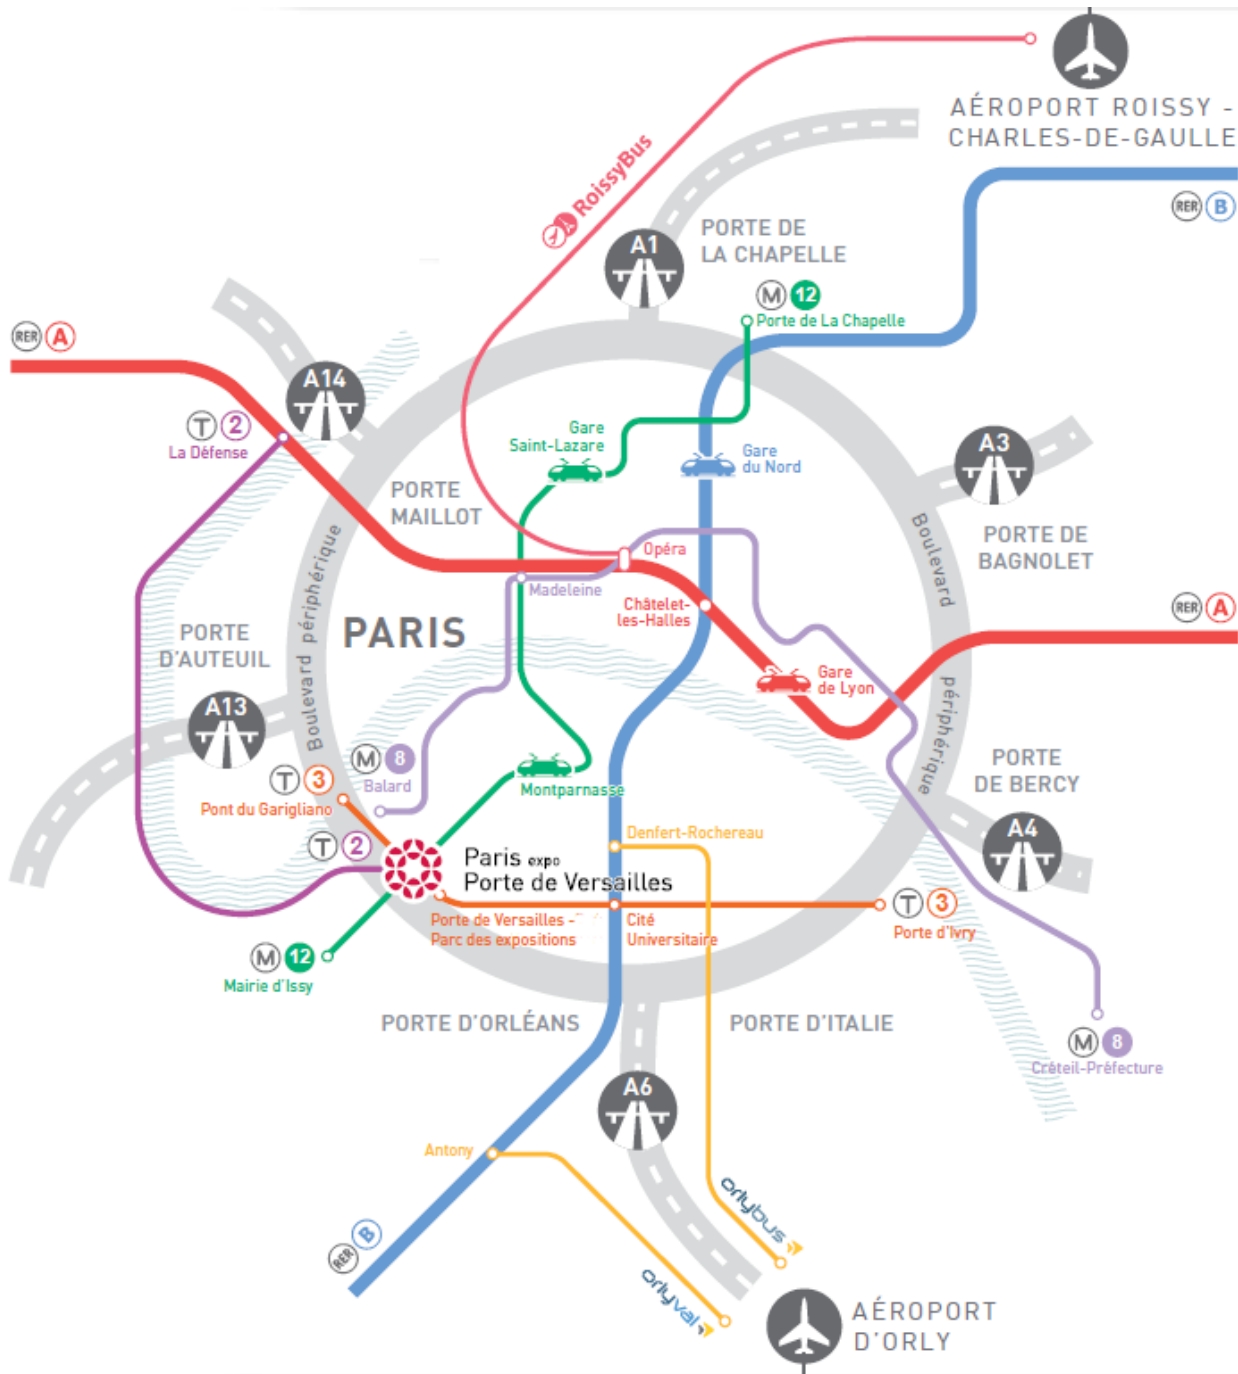 AÉROPORT ROISSY -
CHARLES-DE-GAULLE
RER B
RoissyBus
A1
PORTE DE
LA CHAPELLE
M 12
Porte de La Chapelle
RER A
A14
T 2
La Défense
Gare
Saint-Lazare
Gare
du Nord
A3
PORTE
MAILLOT
PORTE DE
BAGNOLET
Boulevard périphérique
Boulevard
périphérique
Opéra
Madeleine
Châtelet-
les-Halles
RER A
PARIS
PORTE
D'AUTEUIL
Gare
de Lyon
A13
M 8
Balard
T 3
Pont du Garigliano
Montparnasse
PORTE
DE BERCY
A4
Denfert-Rochereau
T 2
Paris expo
Porte de Versailles
Porte de Versailles -
Parc des expositions
Cité
Universitaire
T 3
Porte d'Ivry
M 12
Mairie d'Issy
PORTE D'ORLÉANS
PORTE D'ITALIE
M 8
Créteil-Préfecture
A6
Antony
orlybus
RER B
orlyval
AÉROPORT
D'ORLY